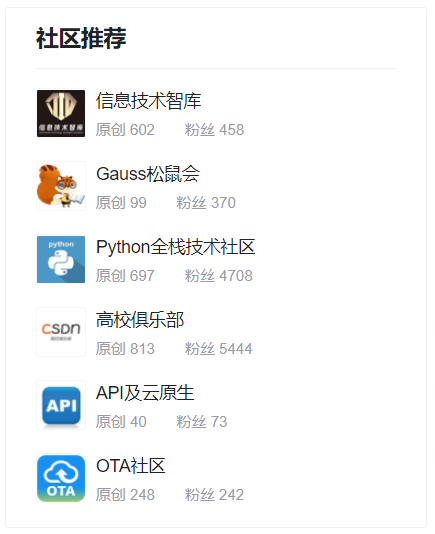 社区推荐
信息技术智库
信息技术智库
原创 602 粉丝 458
Gauss松鼠会
原创 99 粉丝 370
python
Python全栈技术社区
原创 697 粉丝 4708
CSDN
高校俱乐部
原创 813 粉丝 5444
API
API及云原生
原创 40 粉丝 73
OTA
OTA社区
原创 248 粉丝 242